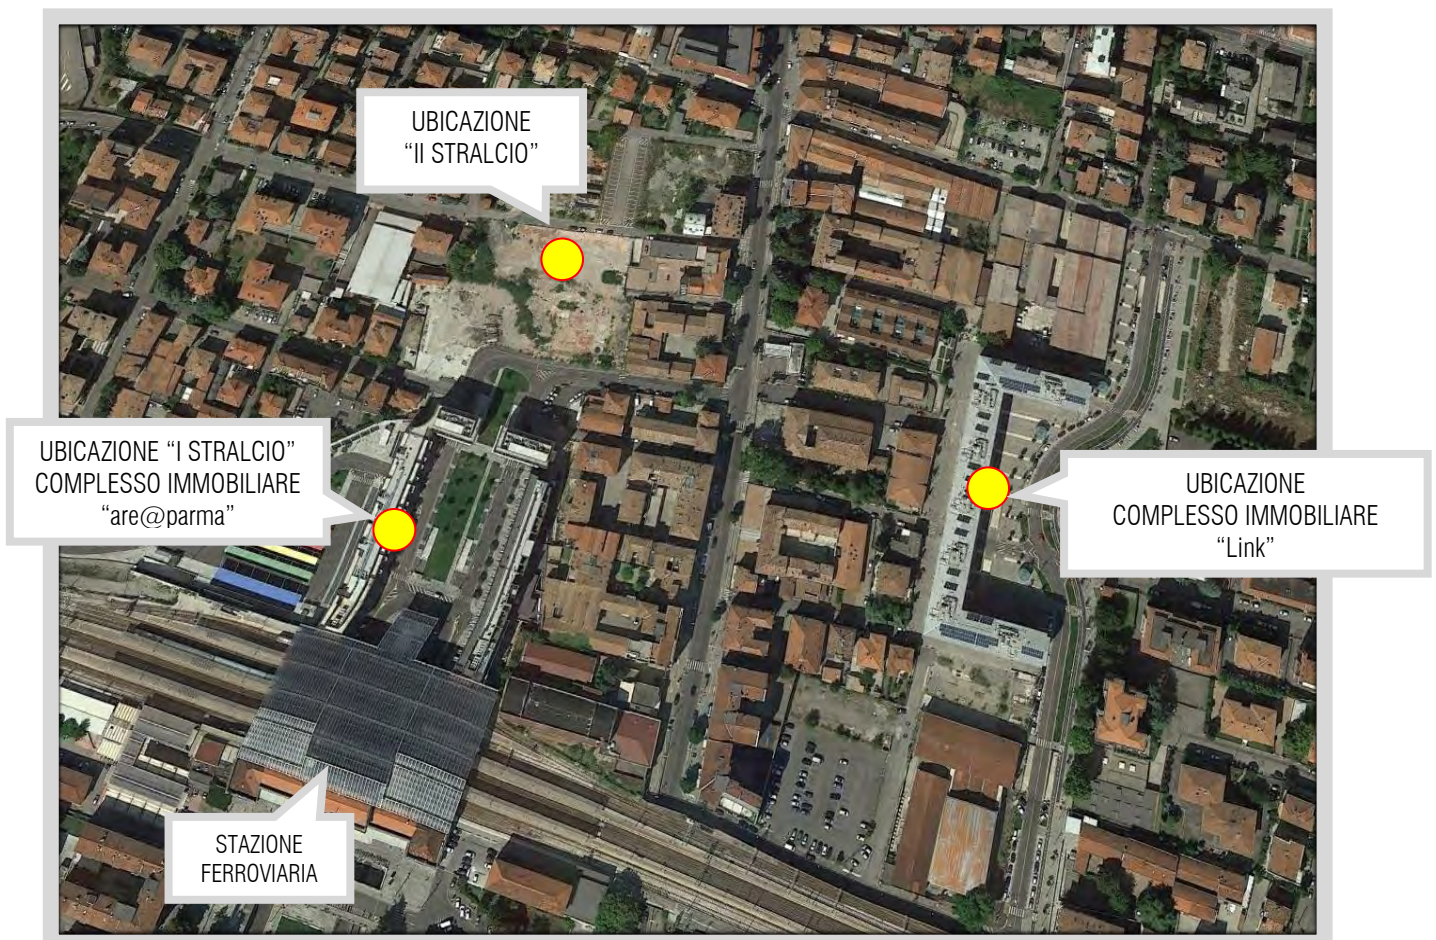 UBICAZIONE
“II STRALCIO”
UBICAZIONE “I STRALCIO”
COMPLESSO IMMOBILIARE
“are@parma”
UBICAZIONE
COMPLESSO IMMOBILIARE
“Link”
STAZIONE
FERROVIARIA